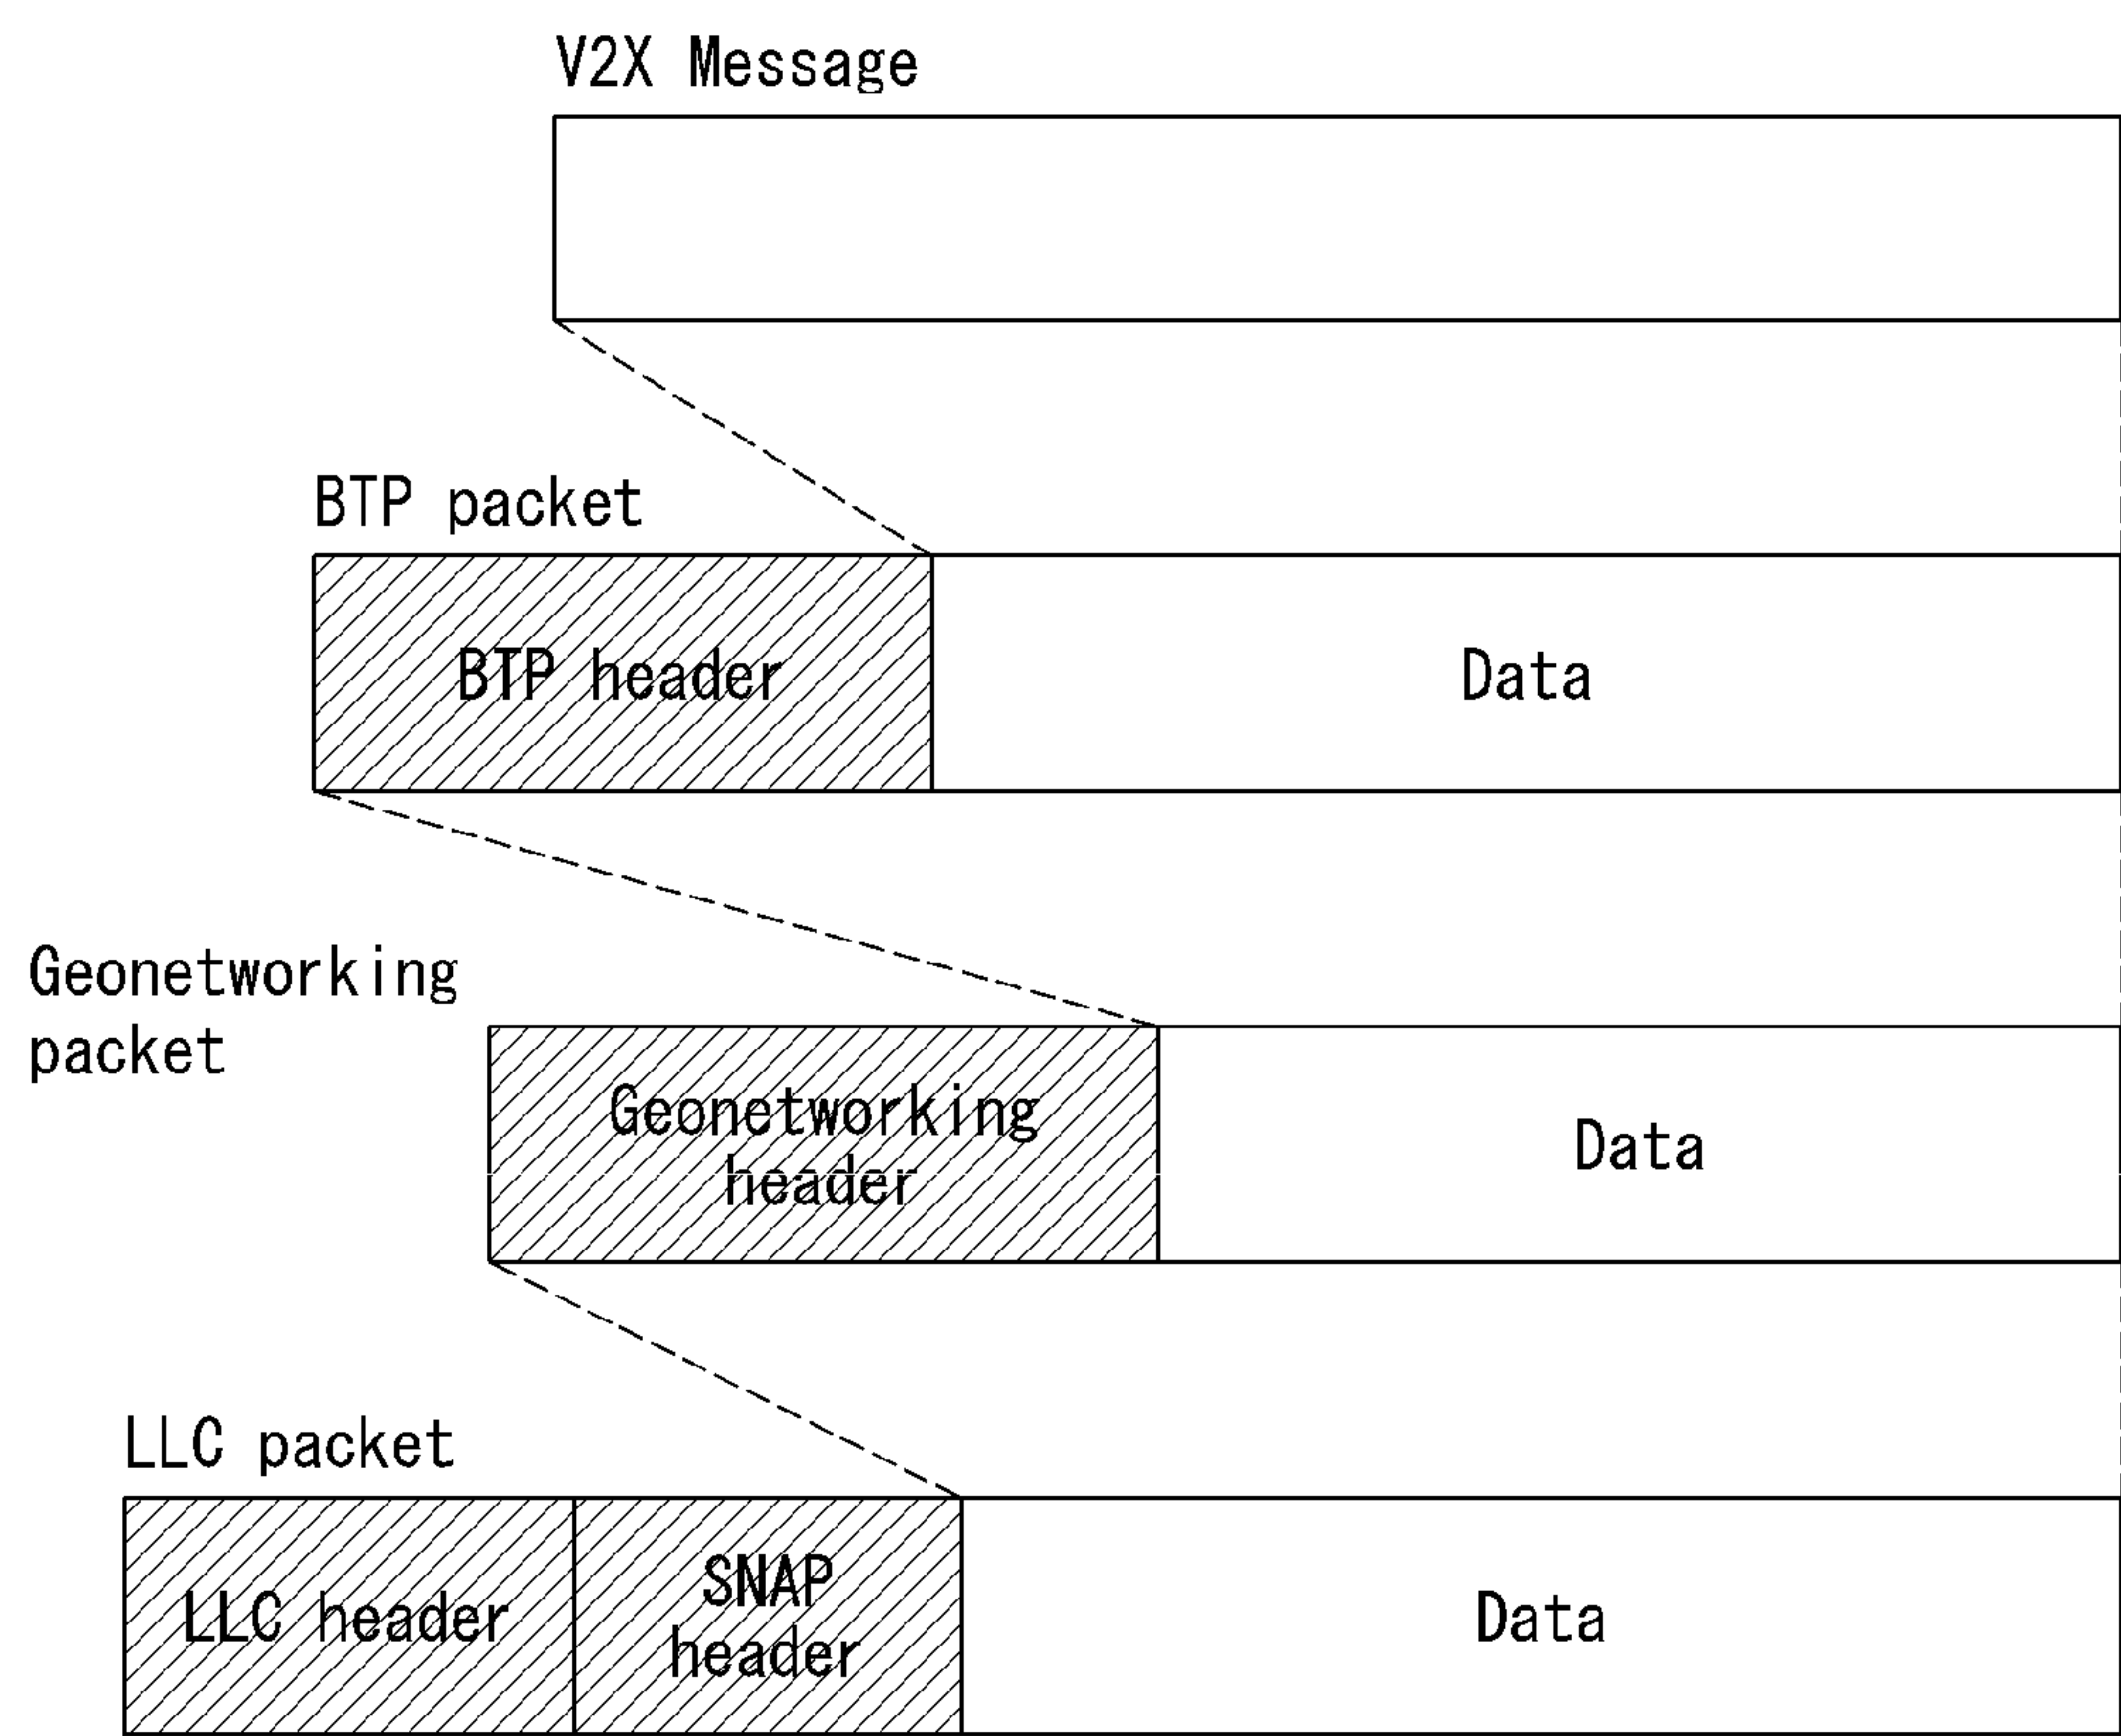 V2X Message
BTP packet
BTP header
Data
Geonetworking
packet
Geonetworking
header
Data
LLC packet
LLC header
SNAP
header
Data